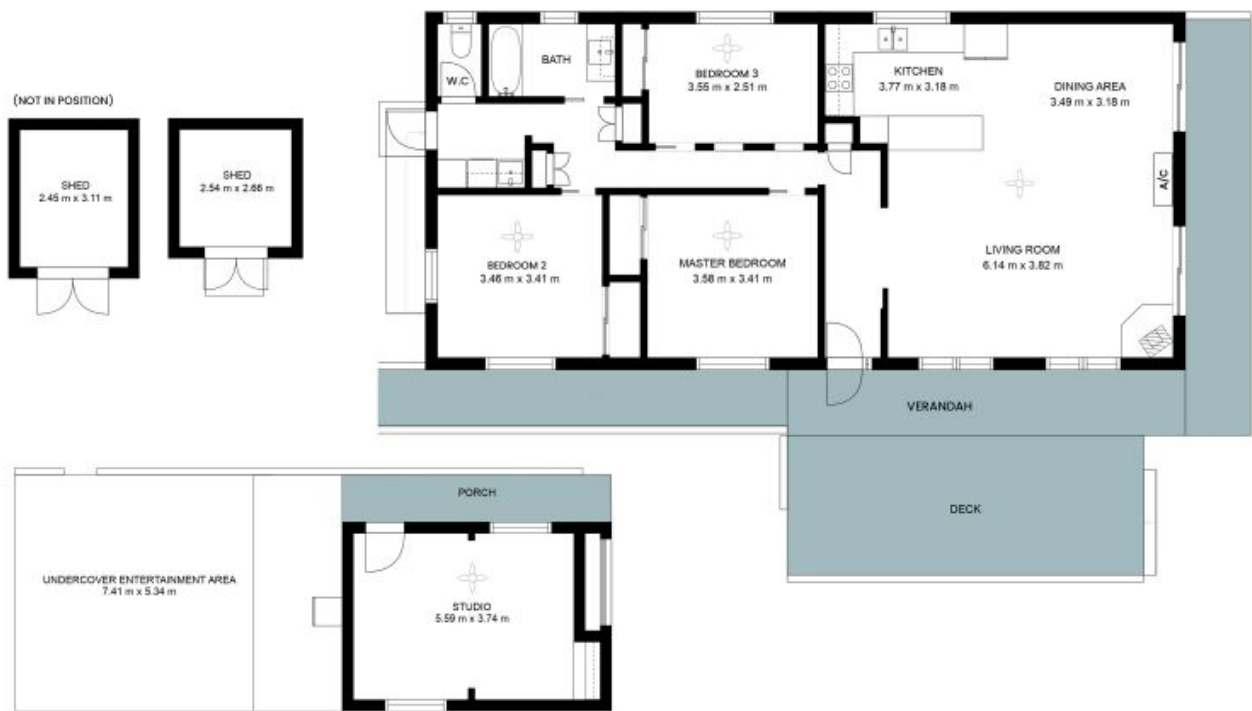 (NOT IN POSITION)
SHED
2.45 m x 3.11 m
SHED
2.54 m x 2.66 m
W.C
BATH
BEDROOM 3
3.55 m x 2.51 m
KITCHEN
3.77 m x 3.18 m
DINING AREA
3.49 m x 3.18 m
A/C
BEDROOM 2
3.46 m x 3.41 m
MASTER BEDROOM
3.58 m x 3.41 m
LIVING ROOM
6.14 m x 3.82 m
VERANDAH
DECK
PORCH
UNDERCOVER ENTERTAINMENT AREA
7.41 m x 5.34 m
STUDIO
5.59 m x 3.74 m